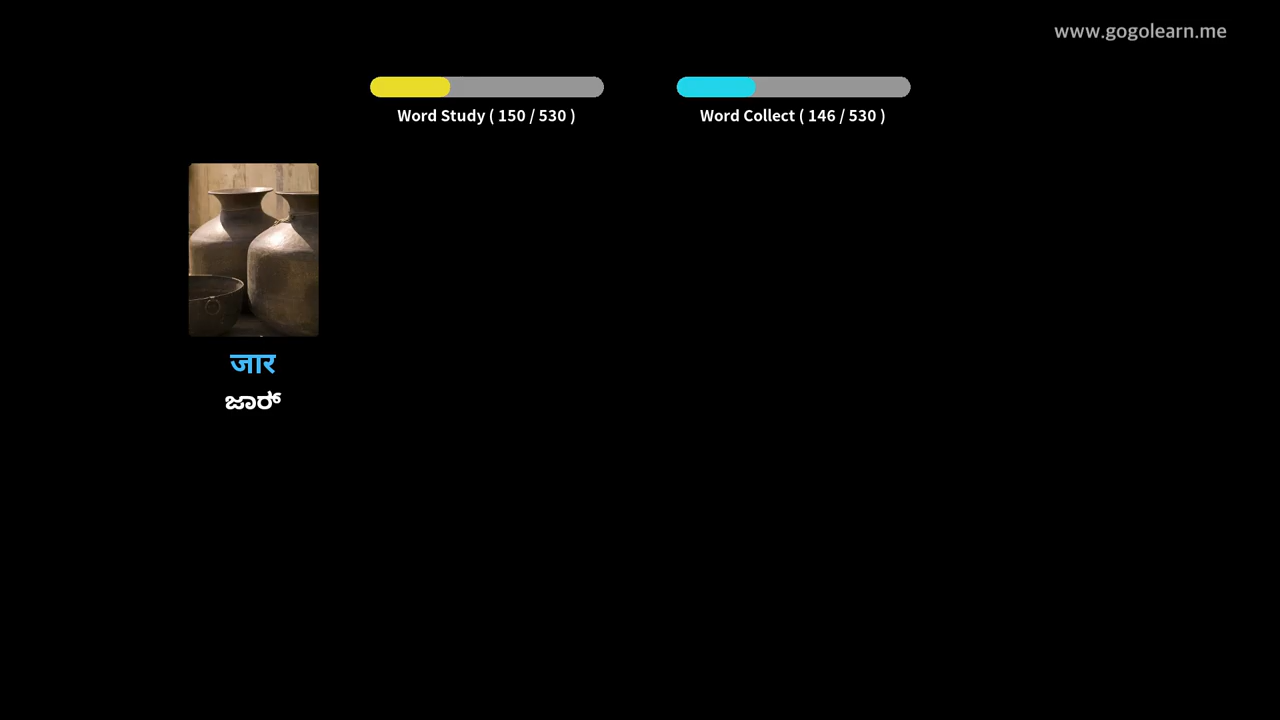 www.gogolearn.me
Word Study ( 150 / 530 )
Word Collect ( 146 / 530 )
जार
ಜಾರ್